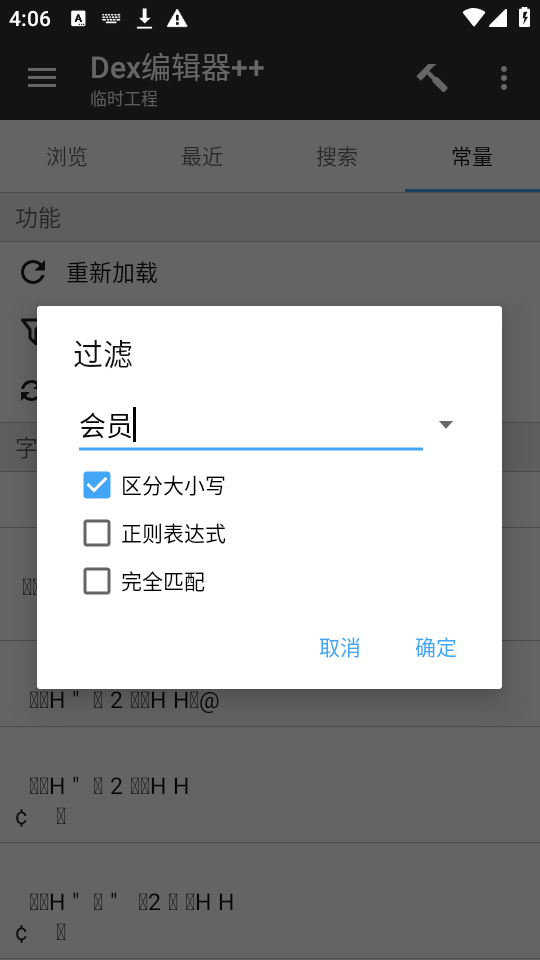 4:06
Dex编辑器++
临时工程
浏览
最近
搜索
常量
功能
重新加载
过滤
会员
区分大小写
正则表达式
完全匹配
取消
确定
字
H " 2 H H @
H " 2 H H
¢
H " " 2 H H
¢